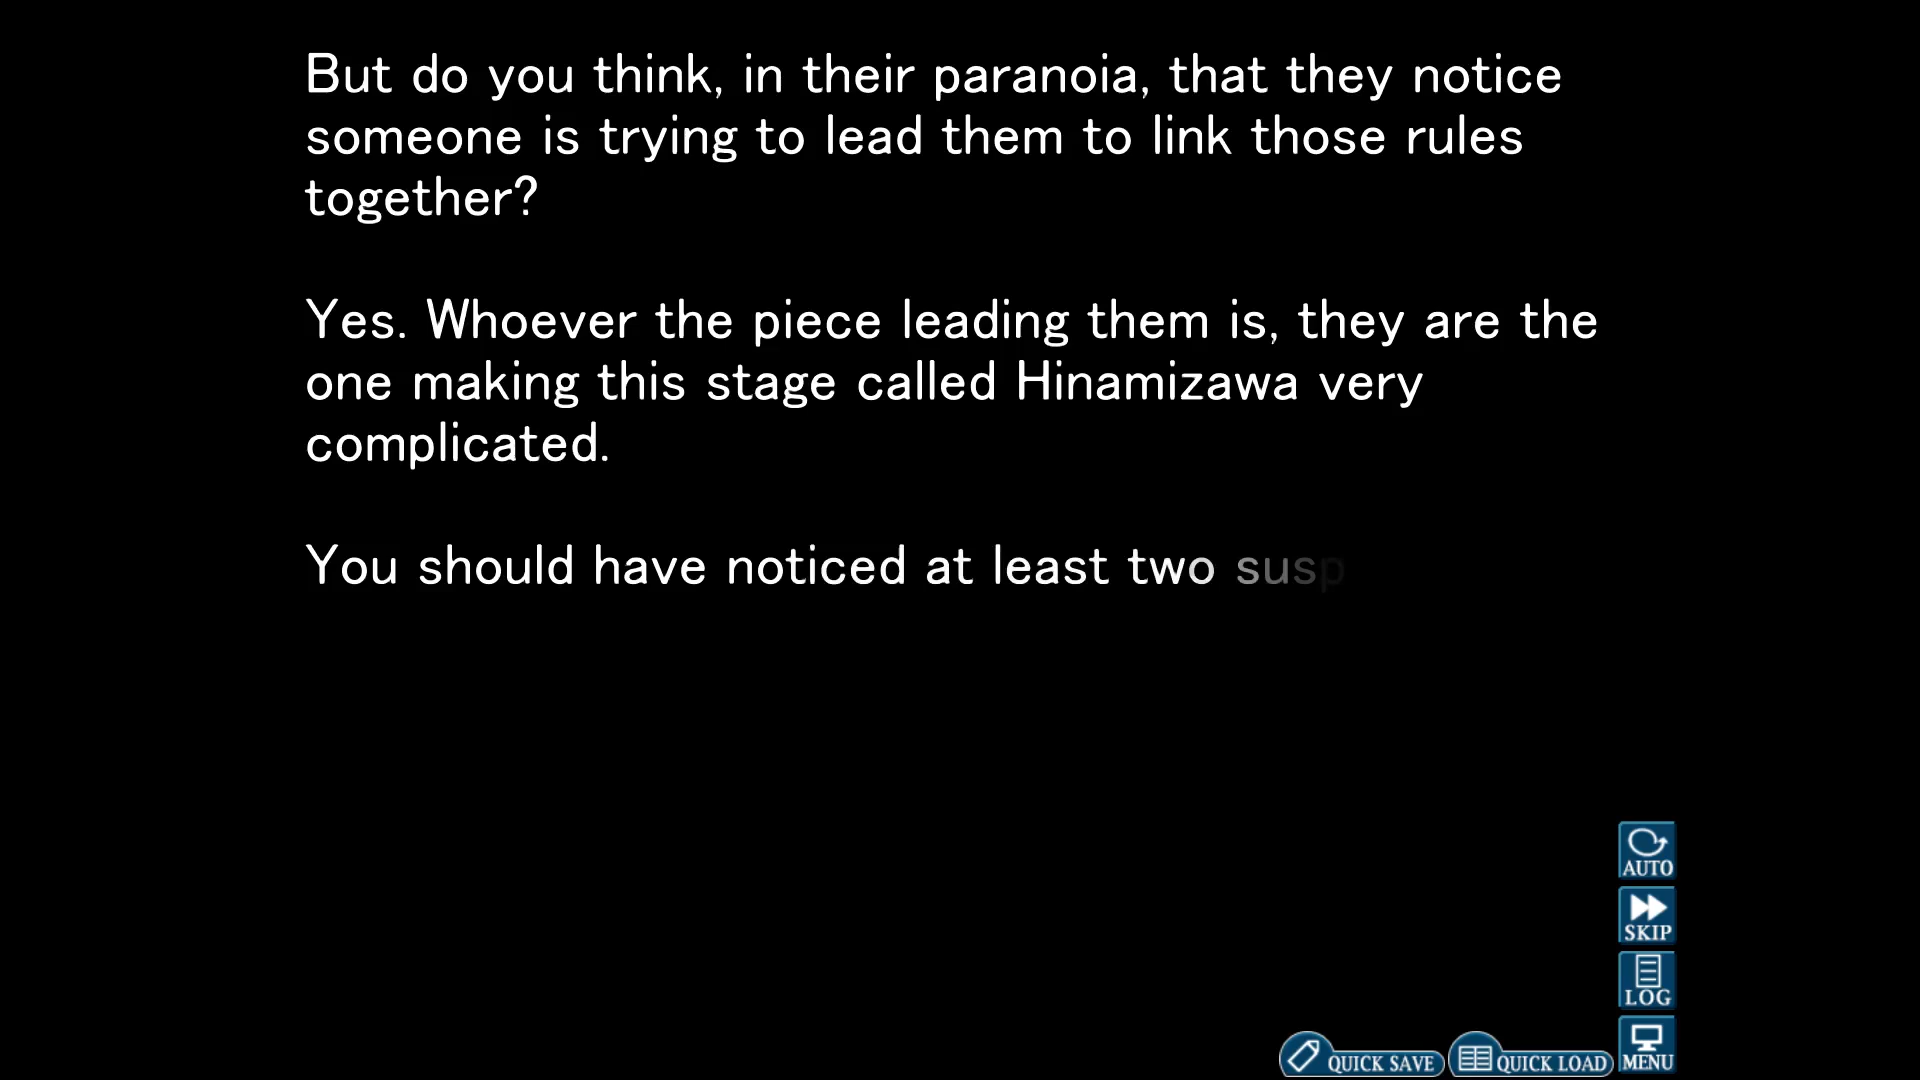 But do you think, in their paranoia, that they notice
someone is trying to lead them to link those rules
together?
Yes. Whoever the piece leading them is, they are the
one making this stage called Hinamizawa very
complicated.
You should have noticed at least two susp
AUTO
SKIP
LOG
QUICK SAVE
QUICK LOAD
MENU